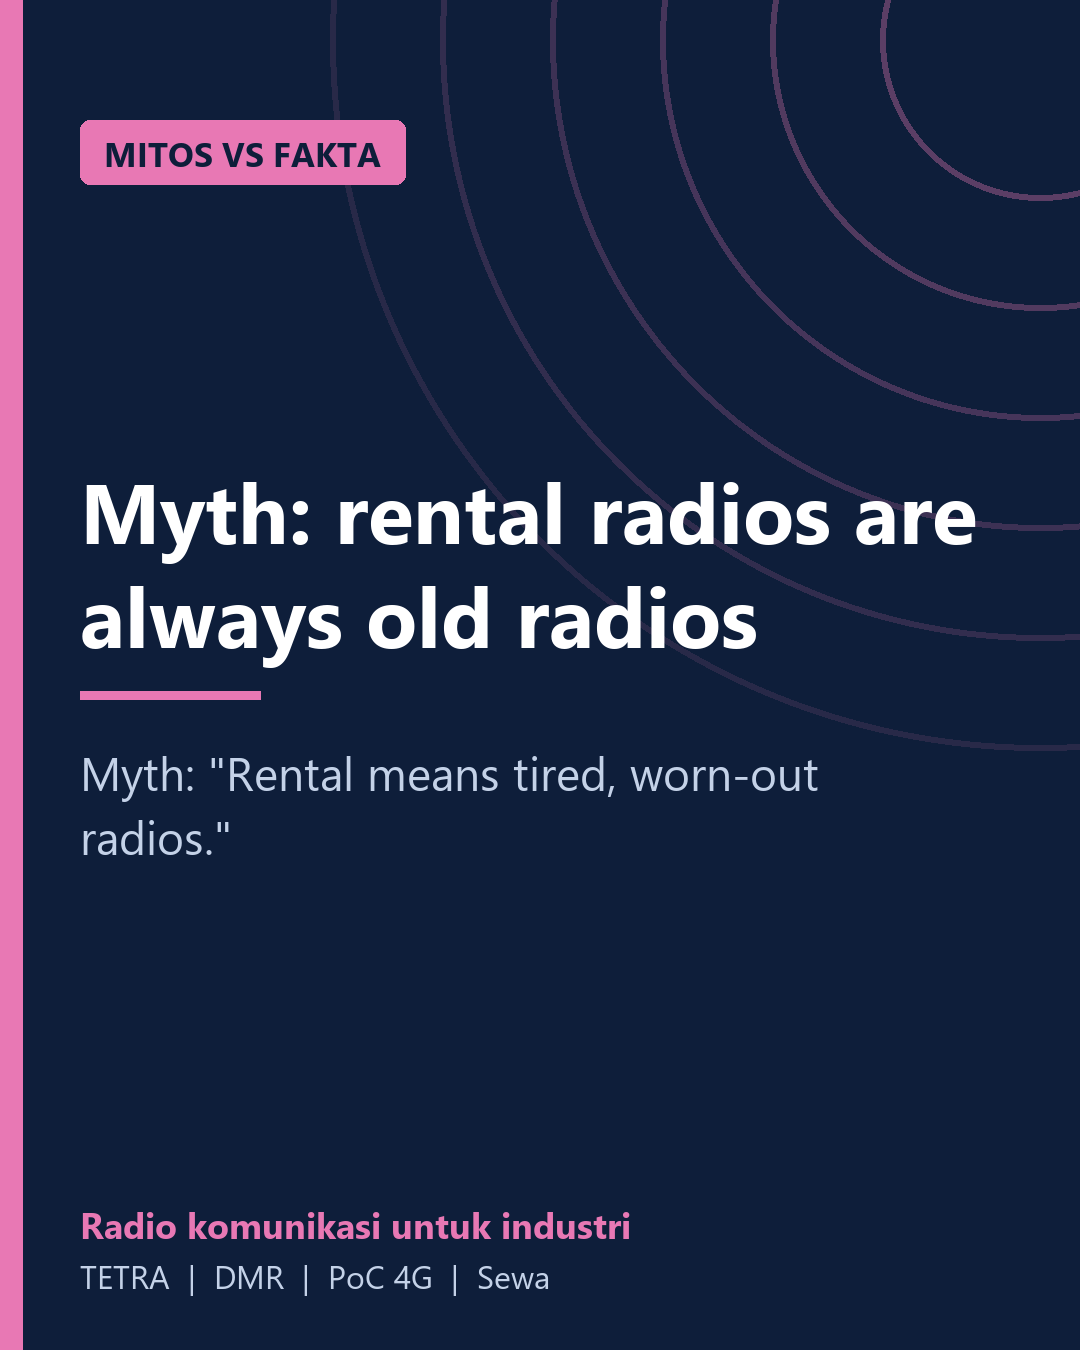 MITOS VS FAKTA
Myth: rental radios are
always old radios
Myth: "Rental means tired, worn-out
radios."
Radio komunikasi untuk industri
TETRA | DMR | PoC 4G | Sewa